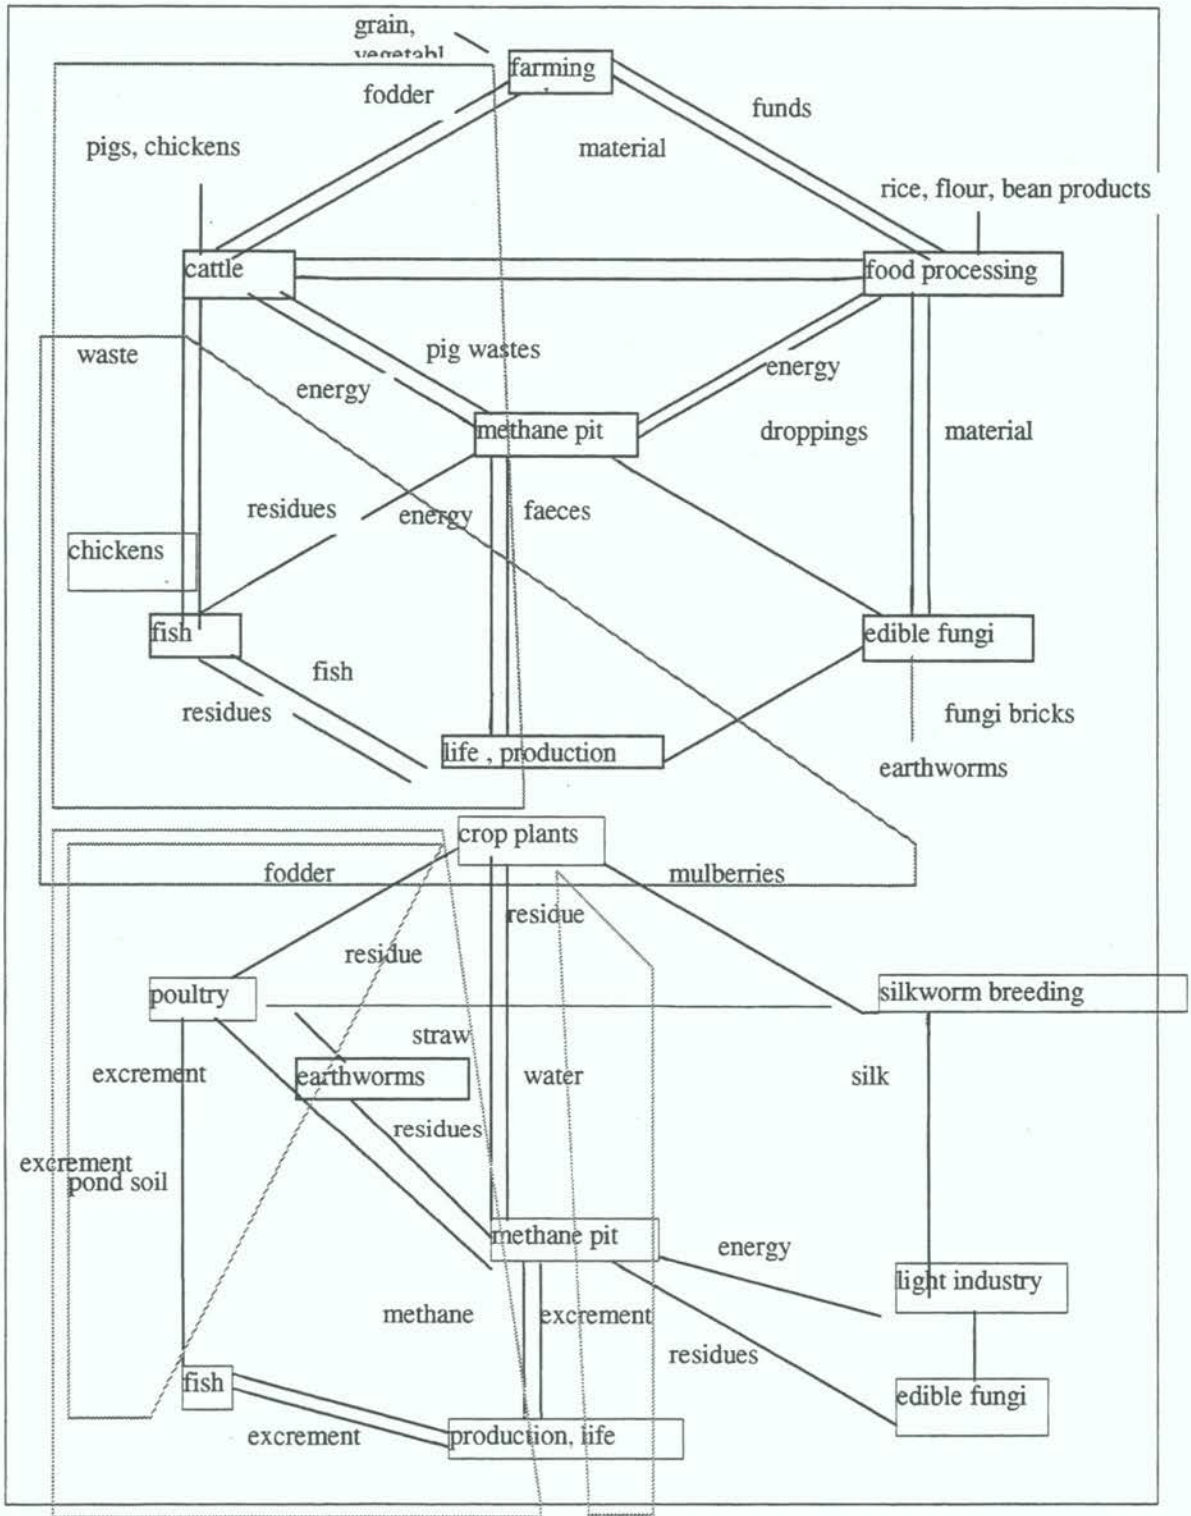 grain,
vegetabl
farming
fodder
funds
pigs, chickens
material
rice, flour, bean products
cattle
food processing
waste
pig wastes
energy
energy
methane pit
droppings
material
residues
energy
faeces
chickens
fish
edible fungi
fish
residues
fungi bricks
life , production
earthworms
crop plants
fodder
mulberries
residue
residue
poultry
silkworm breeding
straw
excrement
earthworms
water
silk
residues
excrement
pond soil
methane pit
energy
light industry
methane
excrement
residues
fish
edible fungi
excrement
production, life